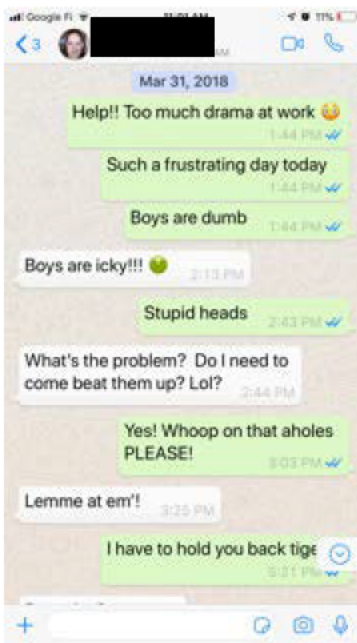 Google Fi 11:01 AM 11%
3
Mar 31, 2018
Help!! Too much drama at work
1:44 PM
Such a frustrating day today
1:44 PM
Boys are dumb
1:44 PM
Boys are icky!!!
2:13 PM
Stupid heads
2:43 PM
What's the problem? Do I need to
come beat them up? Lol?
2:44 PM
Yes! Whoop on that aholes
PLEASE!
3:03 PM
Lemme at em'!
3:25 PM
I have to hold you back tige
PM